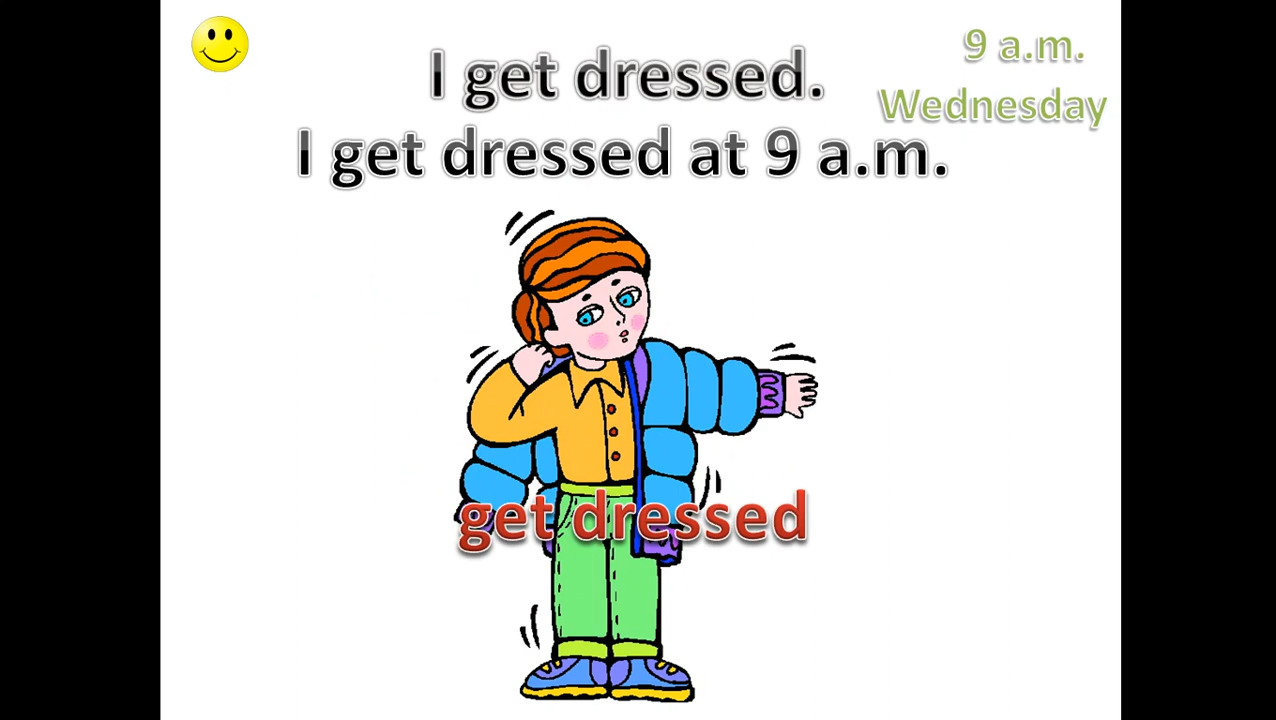 I get dressed.
I get dressed at 9 a.m.
9 a.m.
Wednesday
get dressed